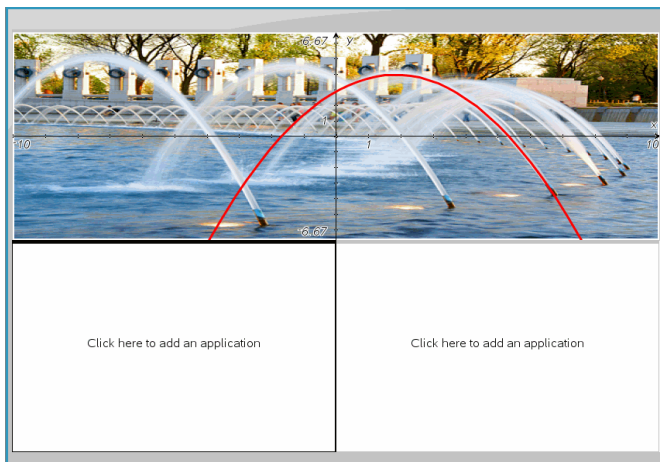 6.67 y
1
-10 1 x 10
-6.67
Click here to add an application
Click here to add an application